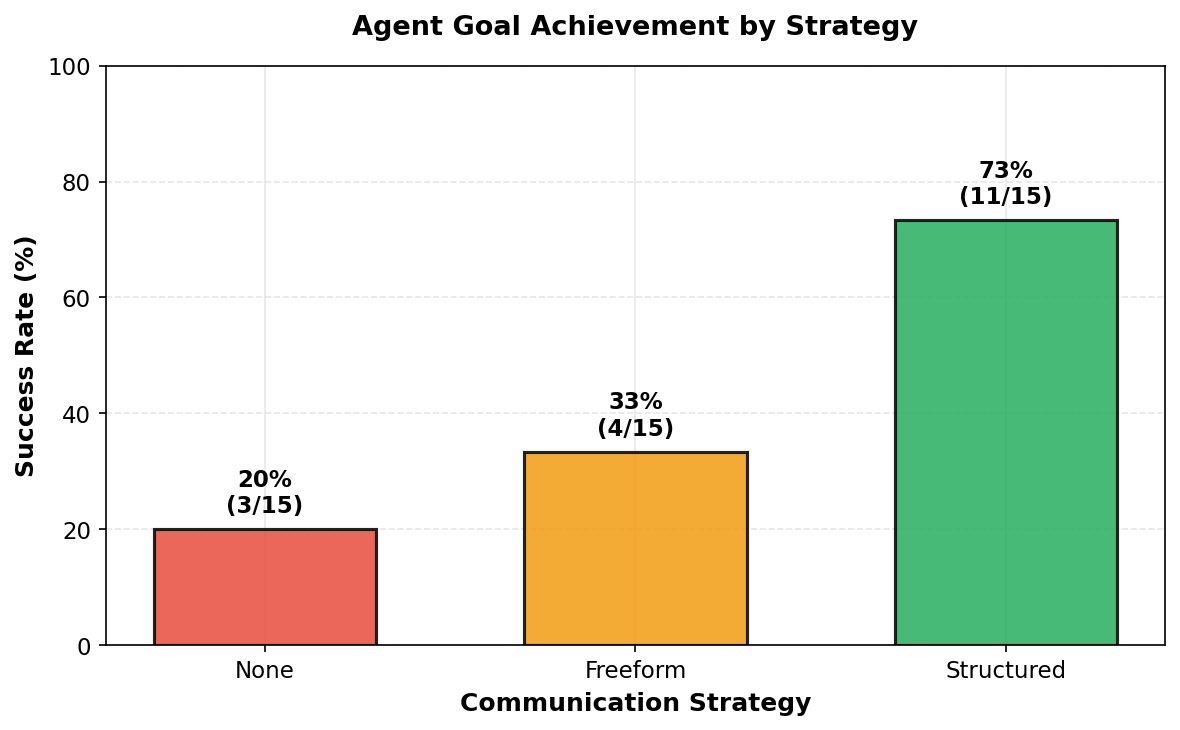 Agent Goal Achievement by Strategy
100
80
60
40
20
0
Success Rate (%)
20%
(3/15)
33%
(4/15)
73%
(11/15)
None
Freeform
Structured
Communication Strategy